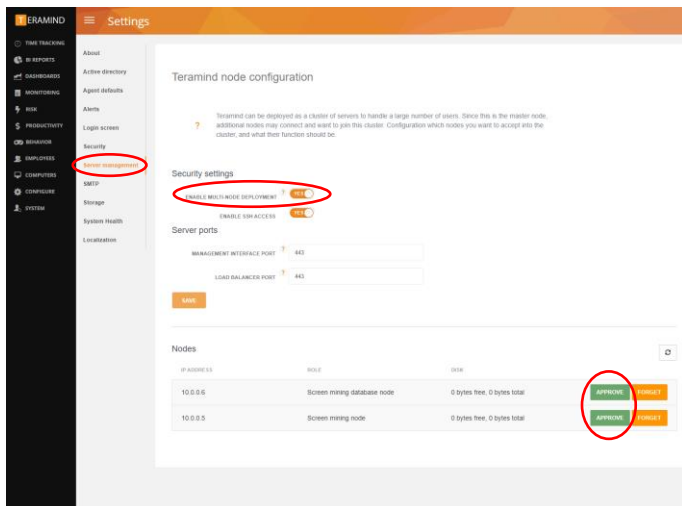 TERAMIND
Settings
TIME TRACKING
BI REPORTS
DASHBOARDS
MONITORING
RISK
PRODUCTIVITY
BEHAVIOR
EMPLOYEES
COMPUTERS
CONFIGURE
SYSTEM
About
Active directory
Agent defaults
Alerts
Login screen
Security
Server management
SMTP
Storage
System Health
Localization
Teramind node configuration
? Teramind can be deployed as a cluster of servers to handle a large number of users. Since this is the master node,
additional nodes may connect and want to join this cluster. Configuration which nodes you want to accept into the
cluster, and what their function should be.
Security settings
ENABLE MULTI-NODE DEPLOYMENT ? YES
ENABLE SSH ACCESS YES
Server ports
MANAGEMENT INTERFACE PORT ? 443
LOAD BALANCER PORT ? 443
SAVE
Nodes
IP ADDRESS ROLE DISK
10.0.0.6 Screen mining database node 0 bytes free, 0 bytes total APPROVE FORGET
10.0.0.5 Screen mining node 0 bytes free, 0 bytes total APPROVE FORGET